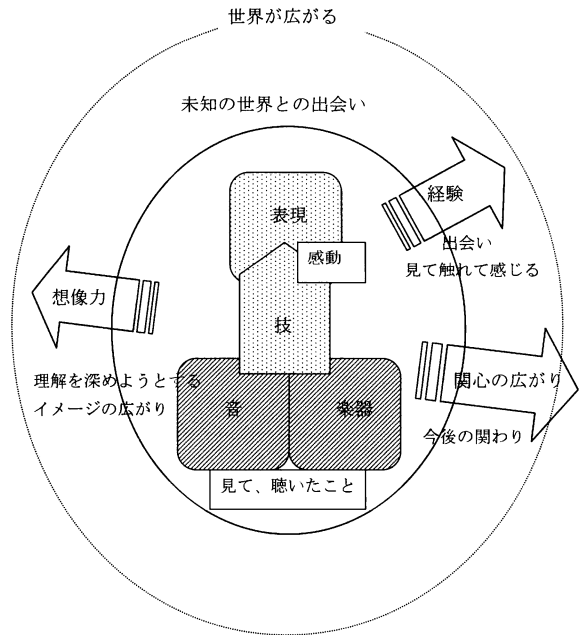 世界が広がる
未知の世界との出会い
表現
経験
感動
出会い
見て触れて感じる
想像力
技
理解を深めようとする
イメージの広がり
音
楽器
関心の広がり
今後の関わり
見て、聴いたこと